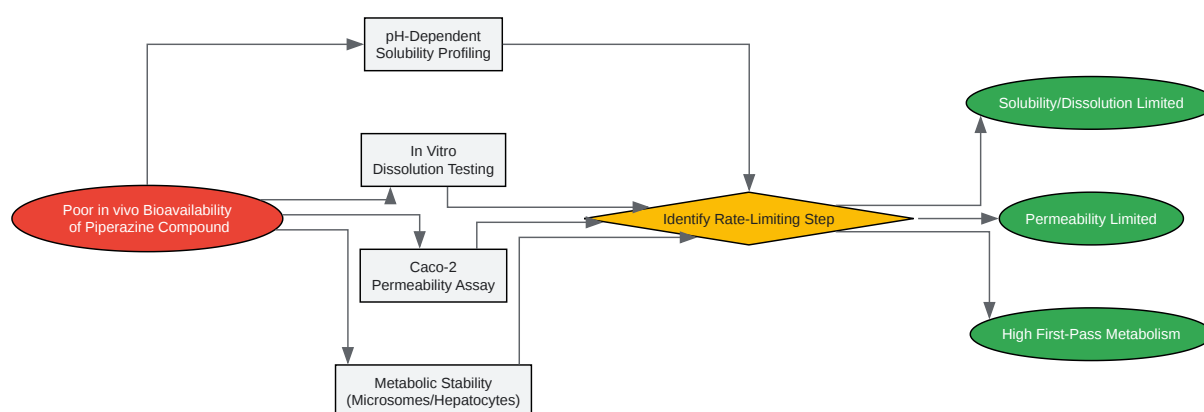 pH-Dependent
Solubility Profiling
Solubility/Dissolution Limited
In Vitro
Dissolution Testing
Poor in vivo Bioavailability
of Piperazine Compound
Identify Rate-Limiting Step
Permeability Limited
Caco-2
Permeability Assay
High First-Pass Metabolism
Metabolic Stability
(Microsomes/Hepatocytes)